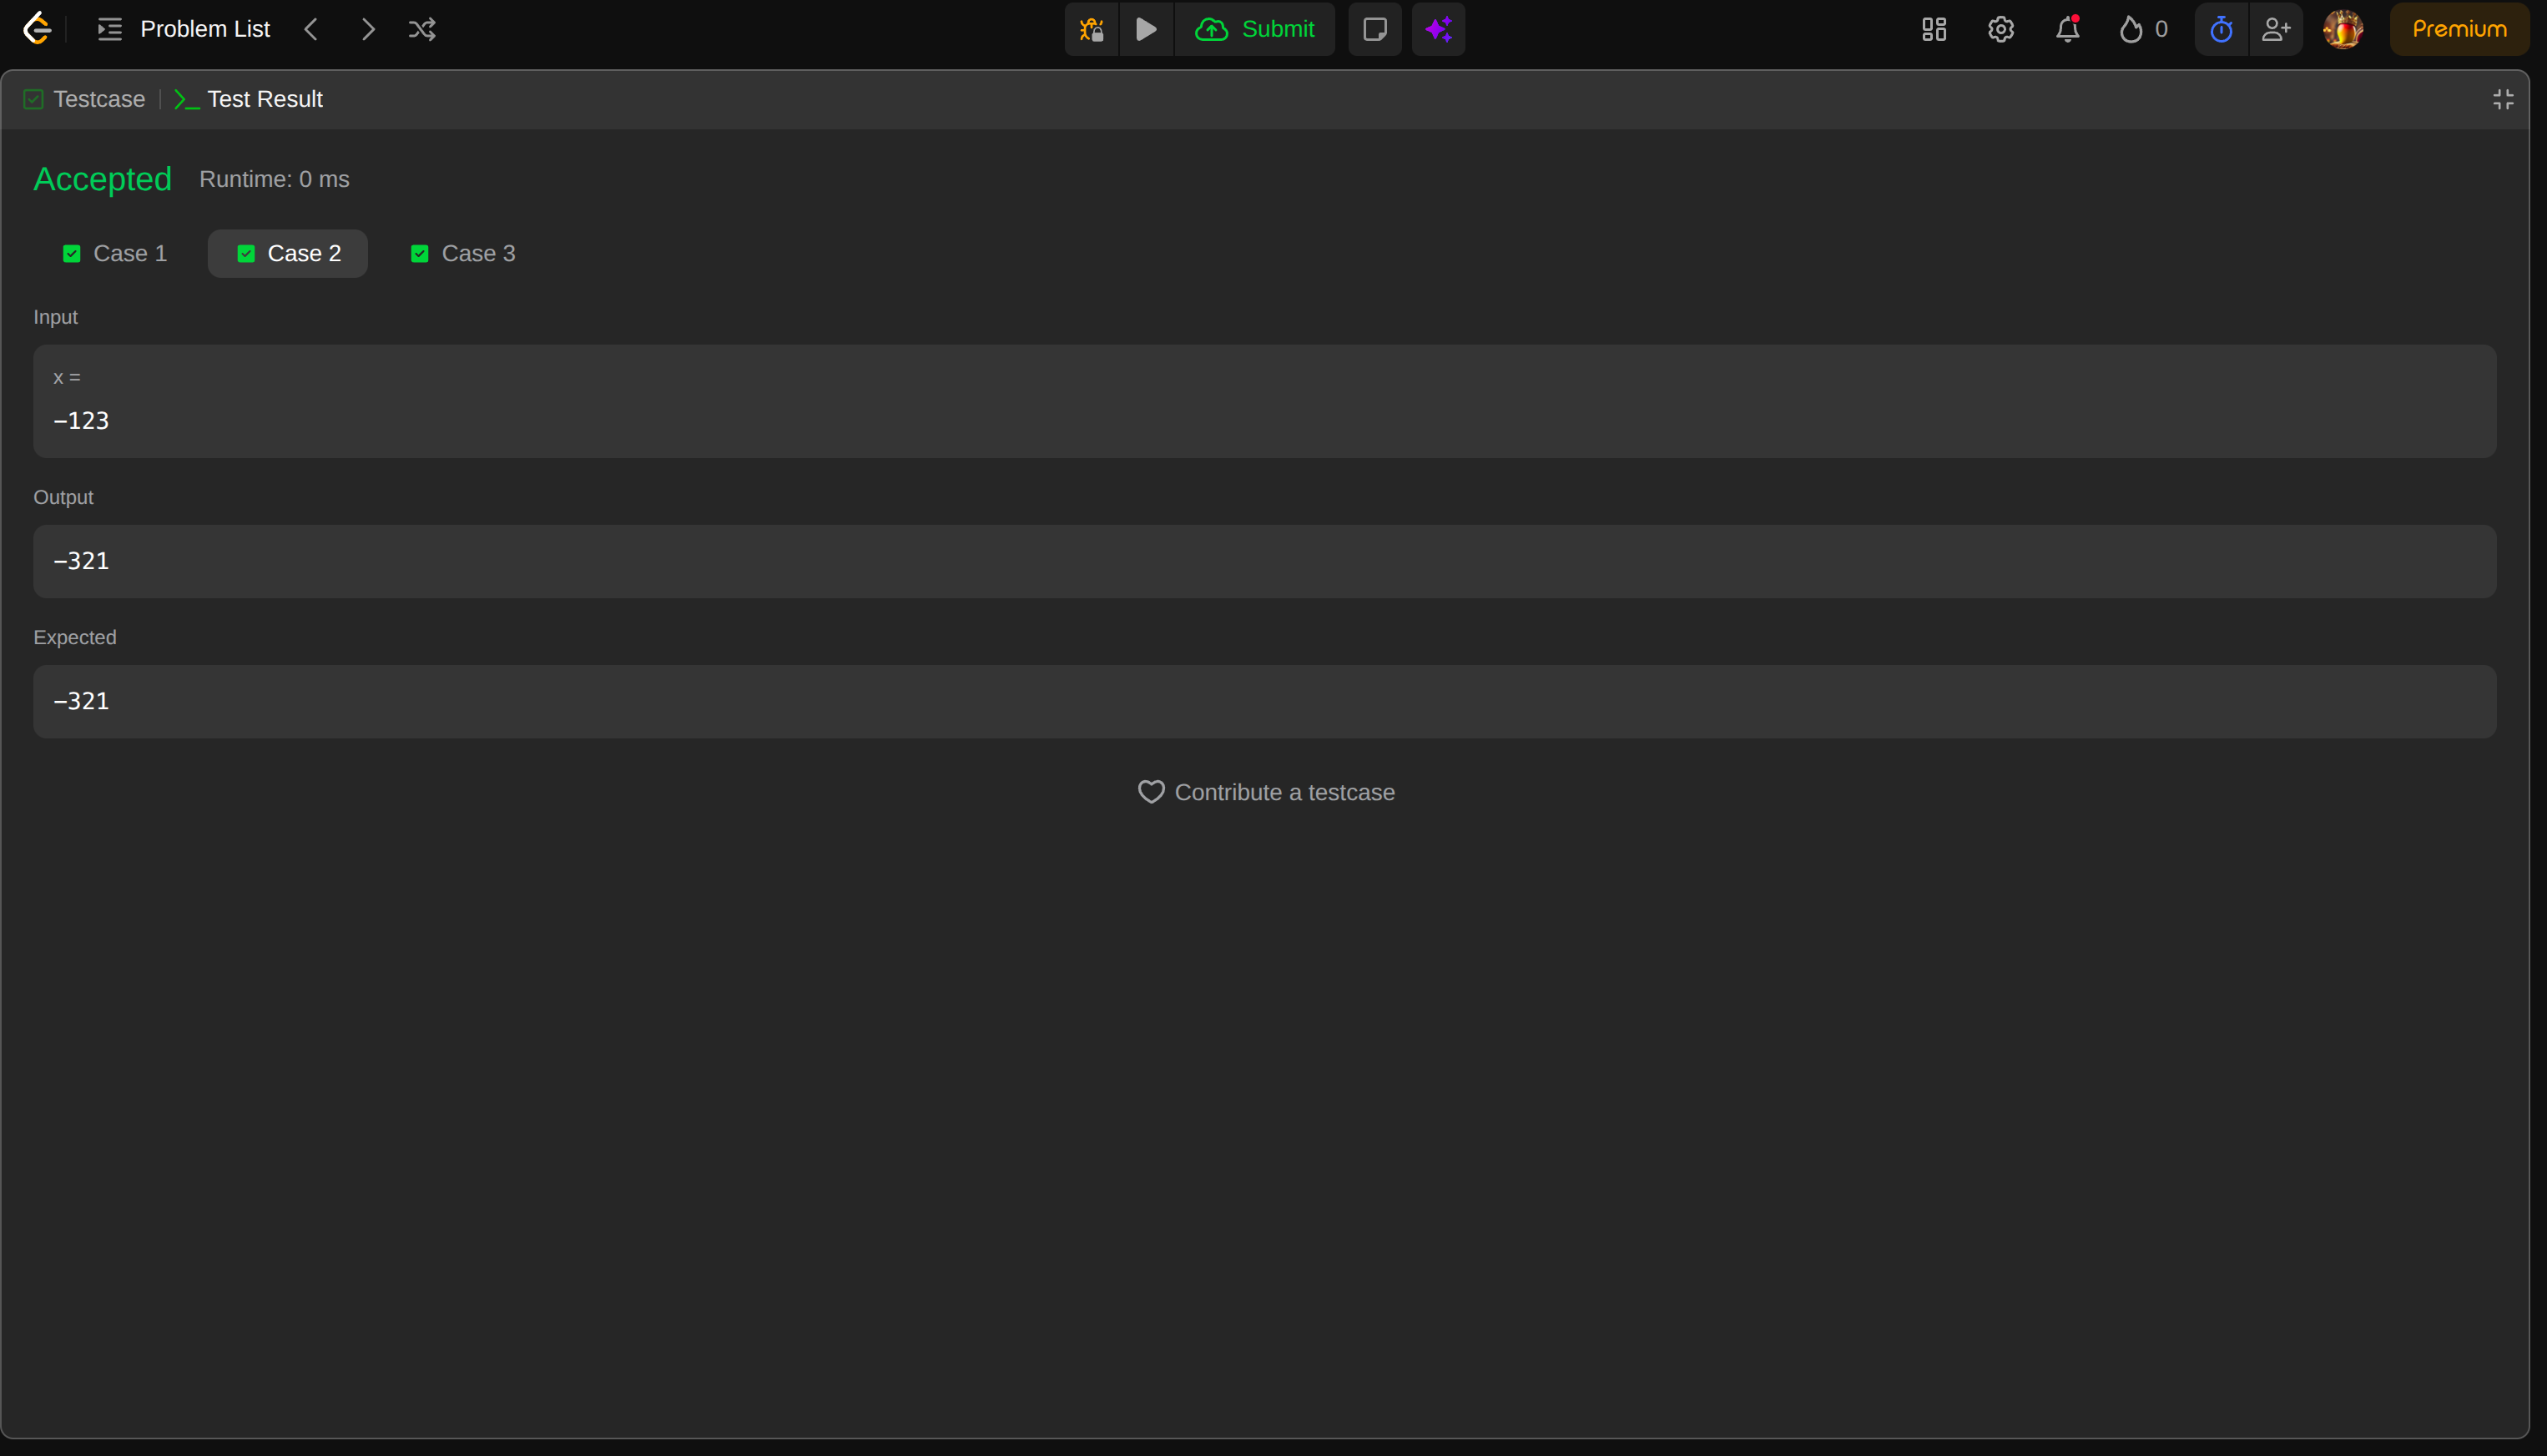 Problem List
Submit
0
Premium
Testcase
Test Result
Accepted
Runtime: 0 ms
Case 1
Case 2
Case 3
Input
x =
-123
Output
-321
Expected
-321
Contribute a testcase